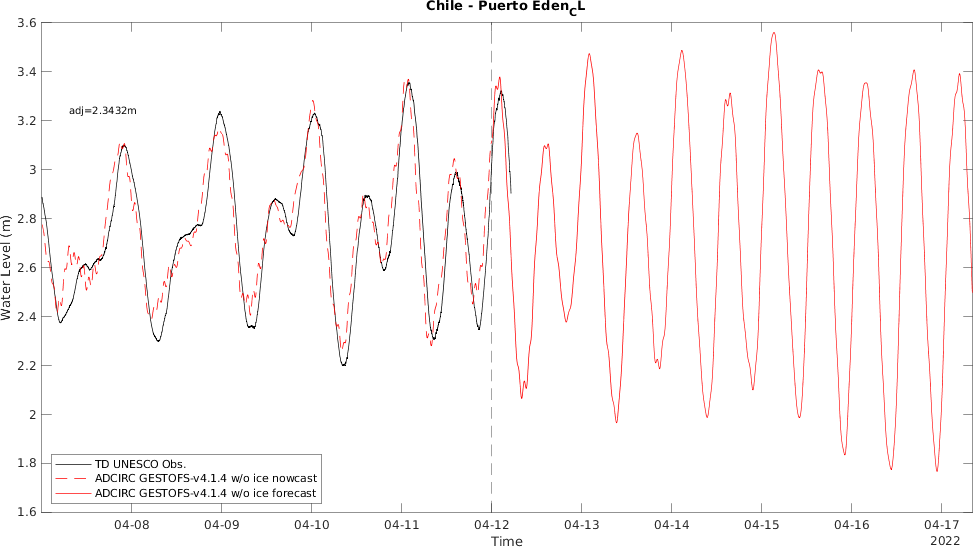 Chile - Puerto Eden_CL
3.6
3.4
adj=2.3432m
3.2
3
2.8
2.6
2.4
2.2
2
1.8
1.6
Water Level (m)
TD UNESCO Obs.
ADCIRC GESTOFS-v4.1.4 w/o ice nowcast
ADCIRC GESTOFS-v4.1.4 w/o ice forecast
04-08 04-09 04-10 04-11 04-12 04-13 04-14 04-15 04-16 04-17
Time 2022